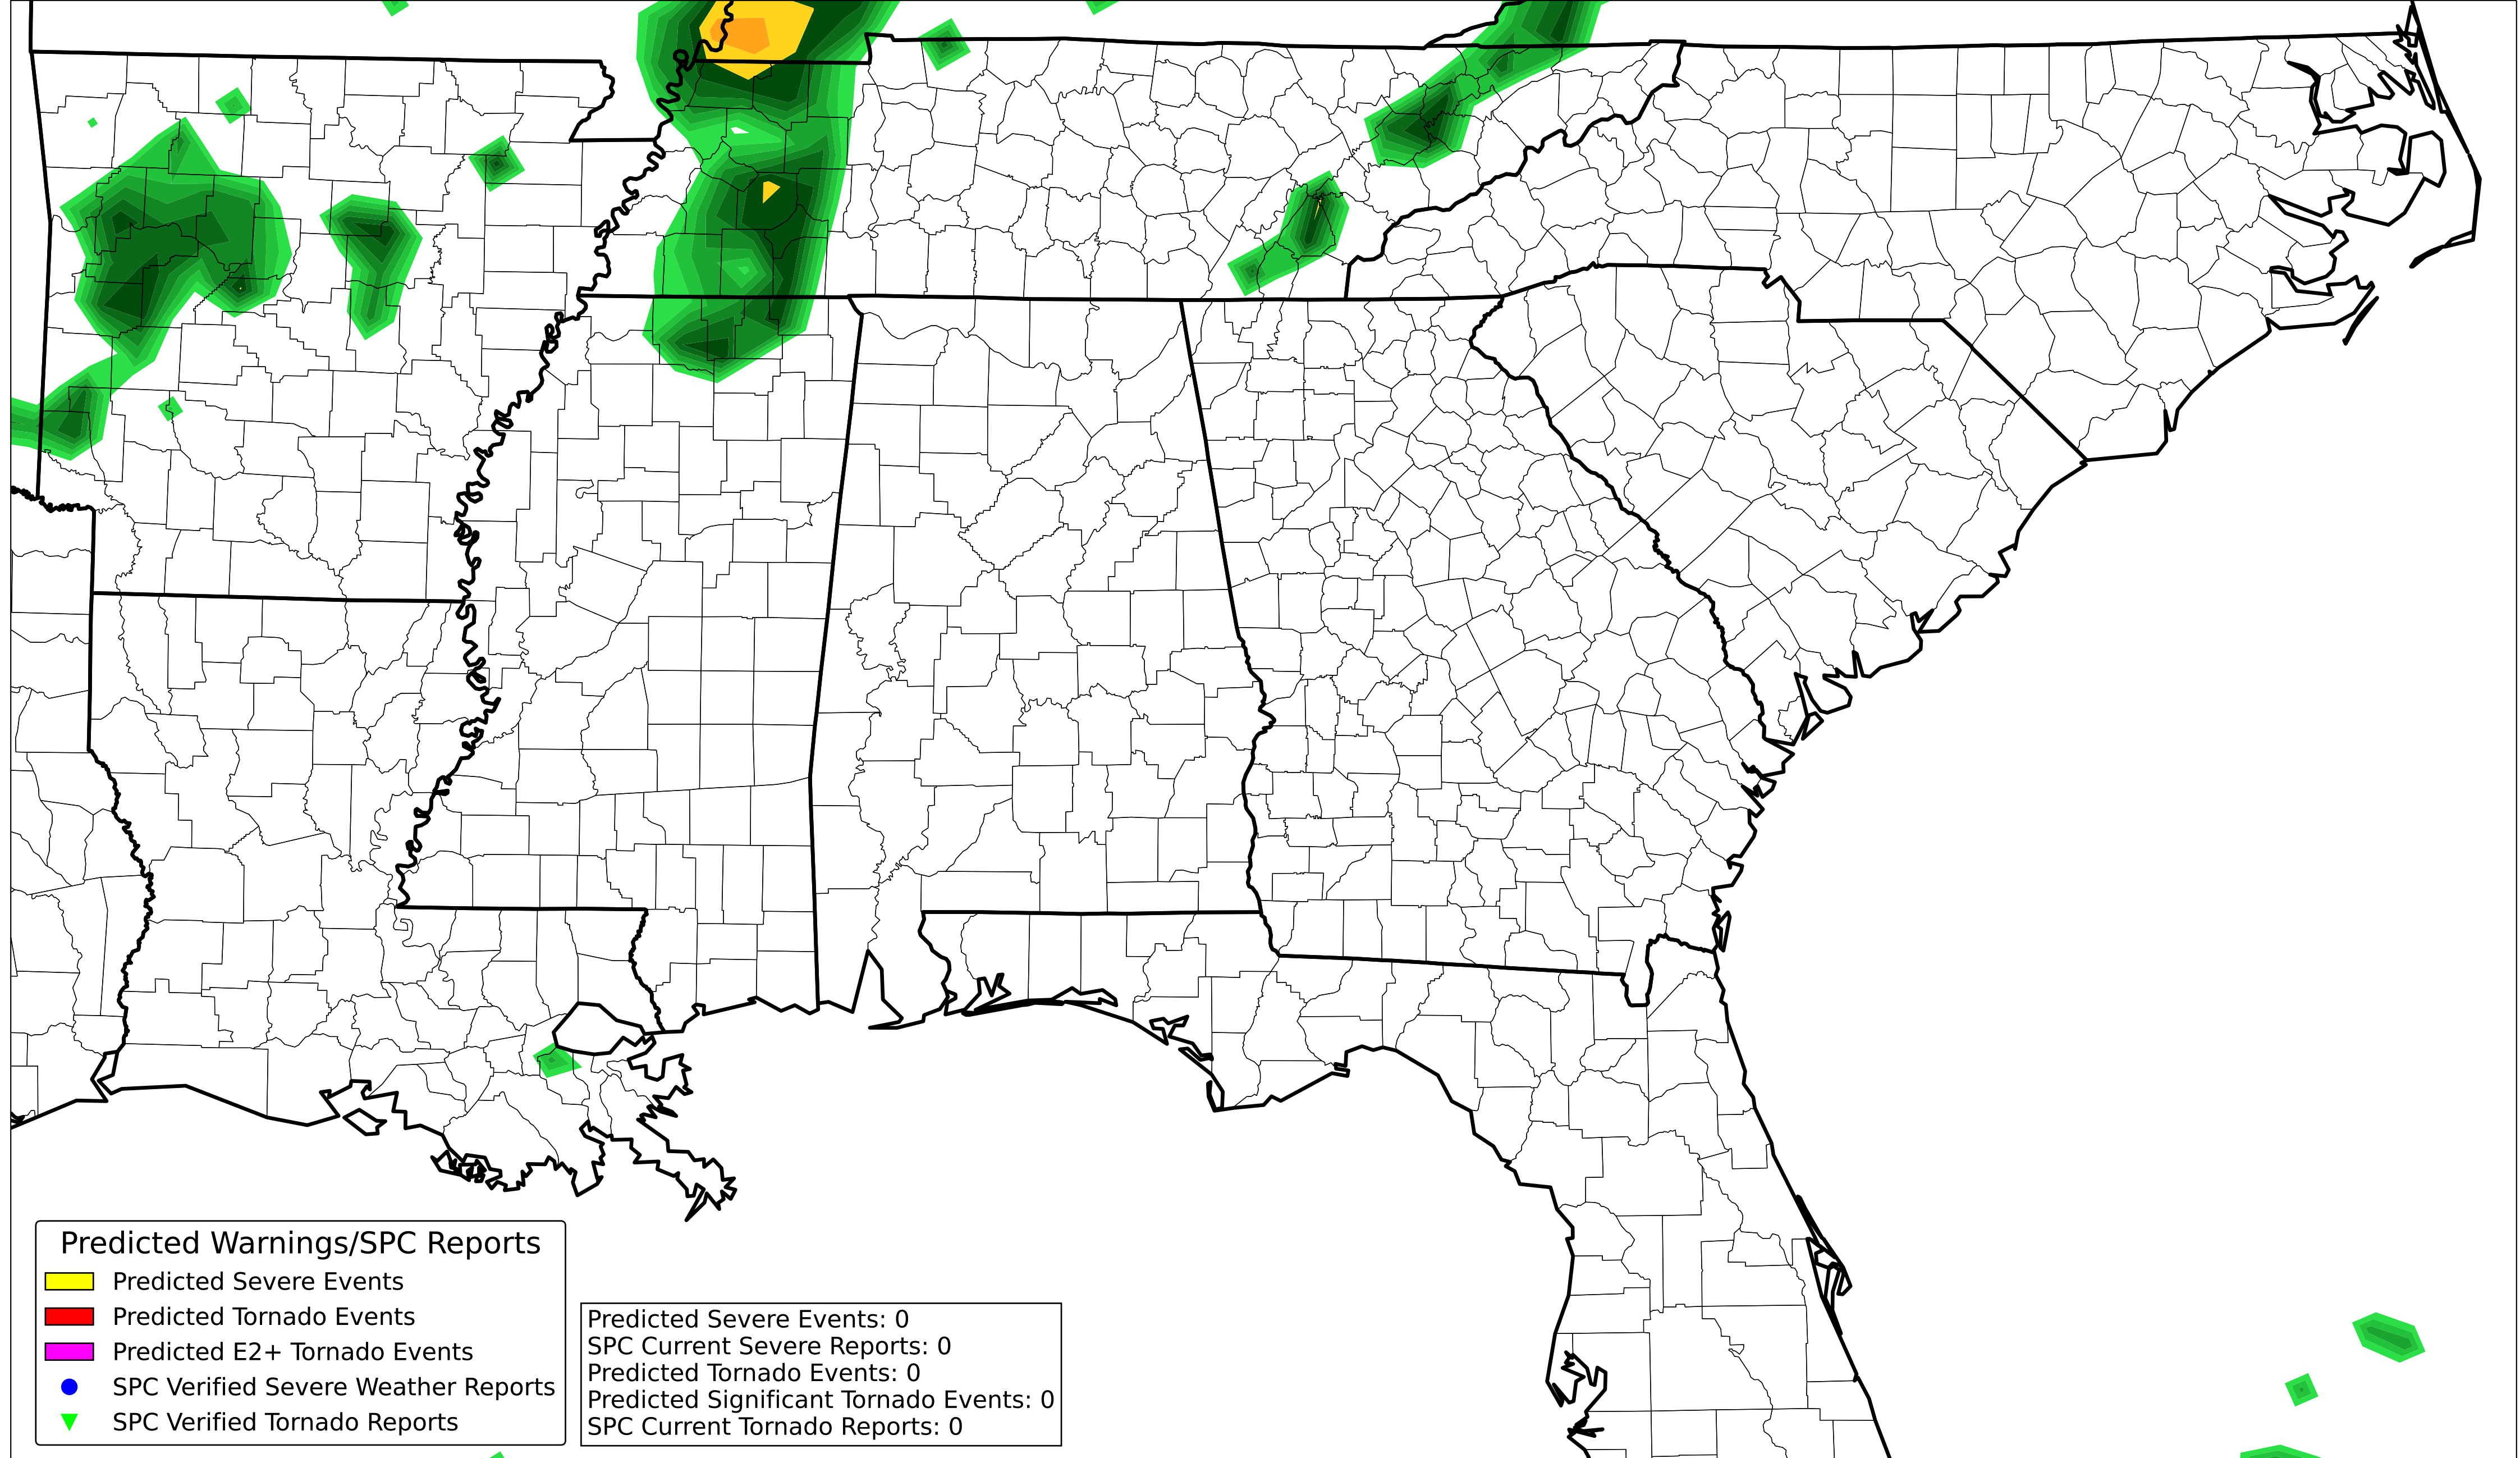 Predicted Warnings/SPC Reports
Predicted Severe Events
Predicted Tornado Events
Predicted E2+ Tornado Events
SPC Verified Severe Weather Reports
SPC Verified Tornado Reports
Predicted Severe Events: 0
SPC Current Severe Reports: 0
Predicted Tornado Events: 0
Predicted Significant Tornado Events: 0
SPC Current Tornado Reports: 0